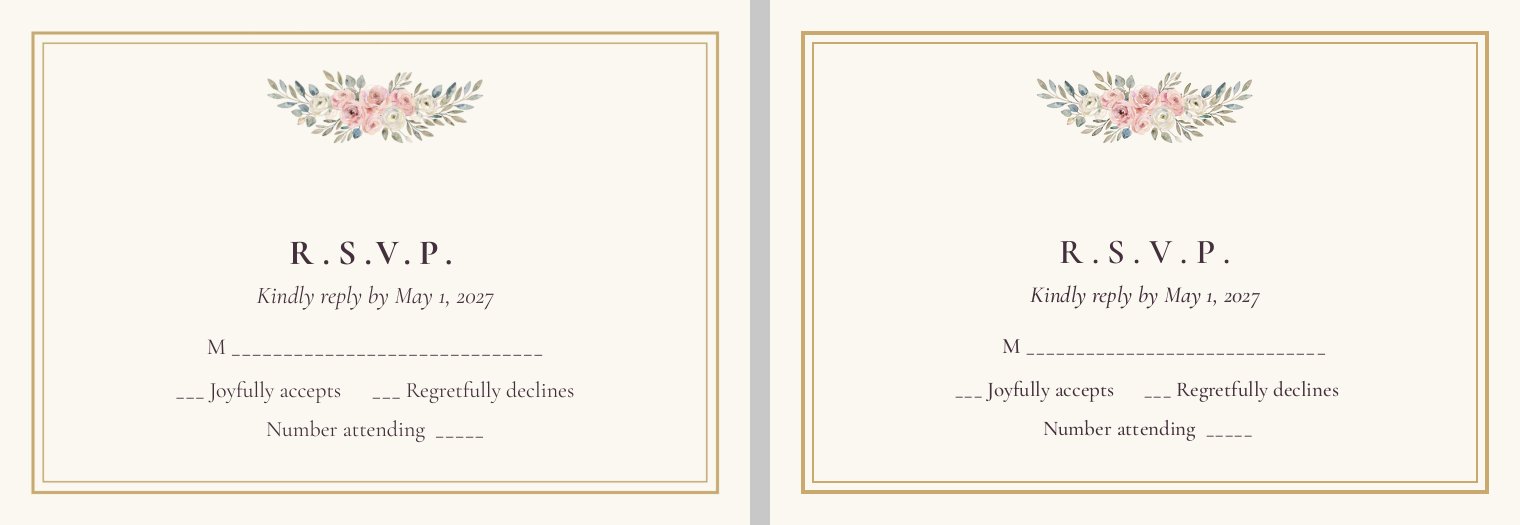 R.S.V.P.
Kindly reply by May 1, 2027
M ______________________________
___ Joyfully accepts ___ Regretfully declines
Number attending _____
R.S.V.P.
Kindly reply by May 1, 2027
M ______________________________
___ Joyfully accepts ___ Regretfully declines
Number attending _____